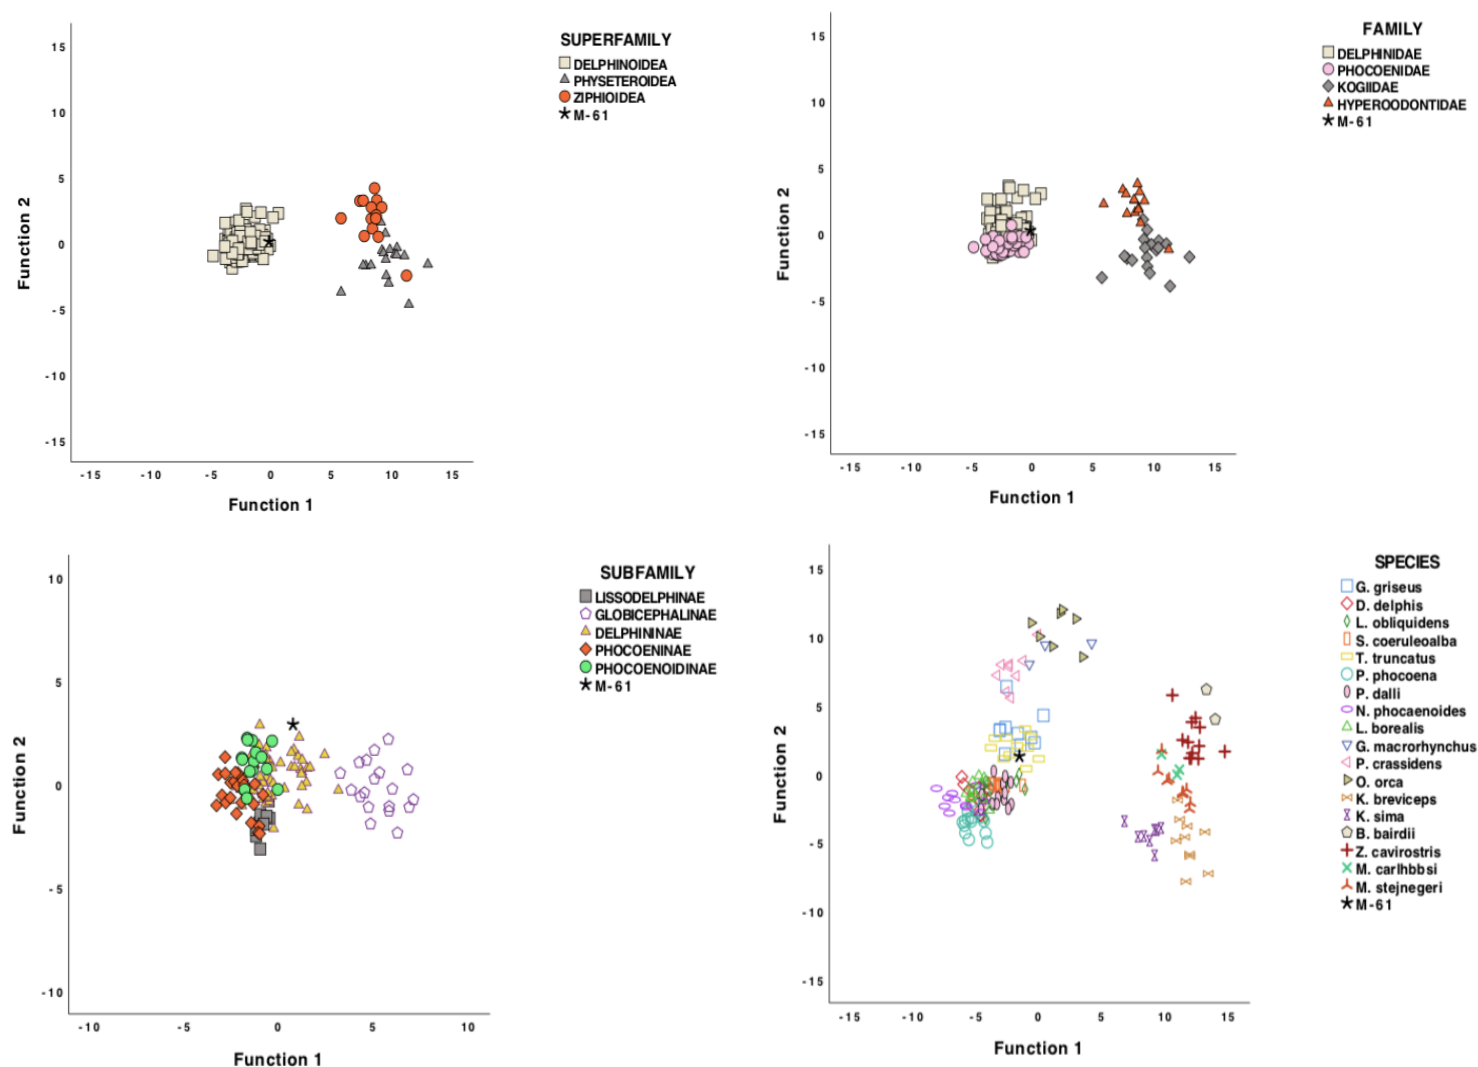 SUPERFAMILY
DELPHINOIDEA
PHYSETEROIDEA
ZIPHIOIDEA
M-61
15
10
5
0
-5
-10
-15
Function 2
-15 -10 -5 0 5 10 15
Function 1
FAMILY
DELPHINIDAE
PHOCOENIDAE
KOGIIDAE
HYPEROODONTIDAE
M-61
15
10
5
0
-5
-10
-15
Function 2
-15 -10 -5 0 5 10 15
Function 1
SUBFAMILY
LISSODELPHINAE
GLOBICEPHALINAE
DELPHININAE
PHOCOENINAE
PHOCOENOIDINAE
M-61
10
5
0
-5
-10
Function 2
-10 -5 0 5 10
Function 1
SPECIES
G. griseus
D. delphis
L. obliquidens
S. coeruleoalba
T. truncatus
P. phocoena
P. dalli
N. phocaenoides
L. borealis
G. macrorhynchus
P. crassidens
O. orca
K. breviceps
K. sima
B. bairdii
Z. cavirostris
M. carlhbbsi
M. stejnegeri
M-61
15
10
5
0
-5
-10
-15
Function 2
-15 -10 -5 0 5 10 15
Function 1